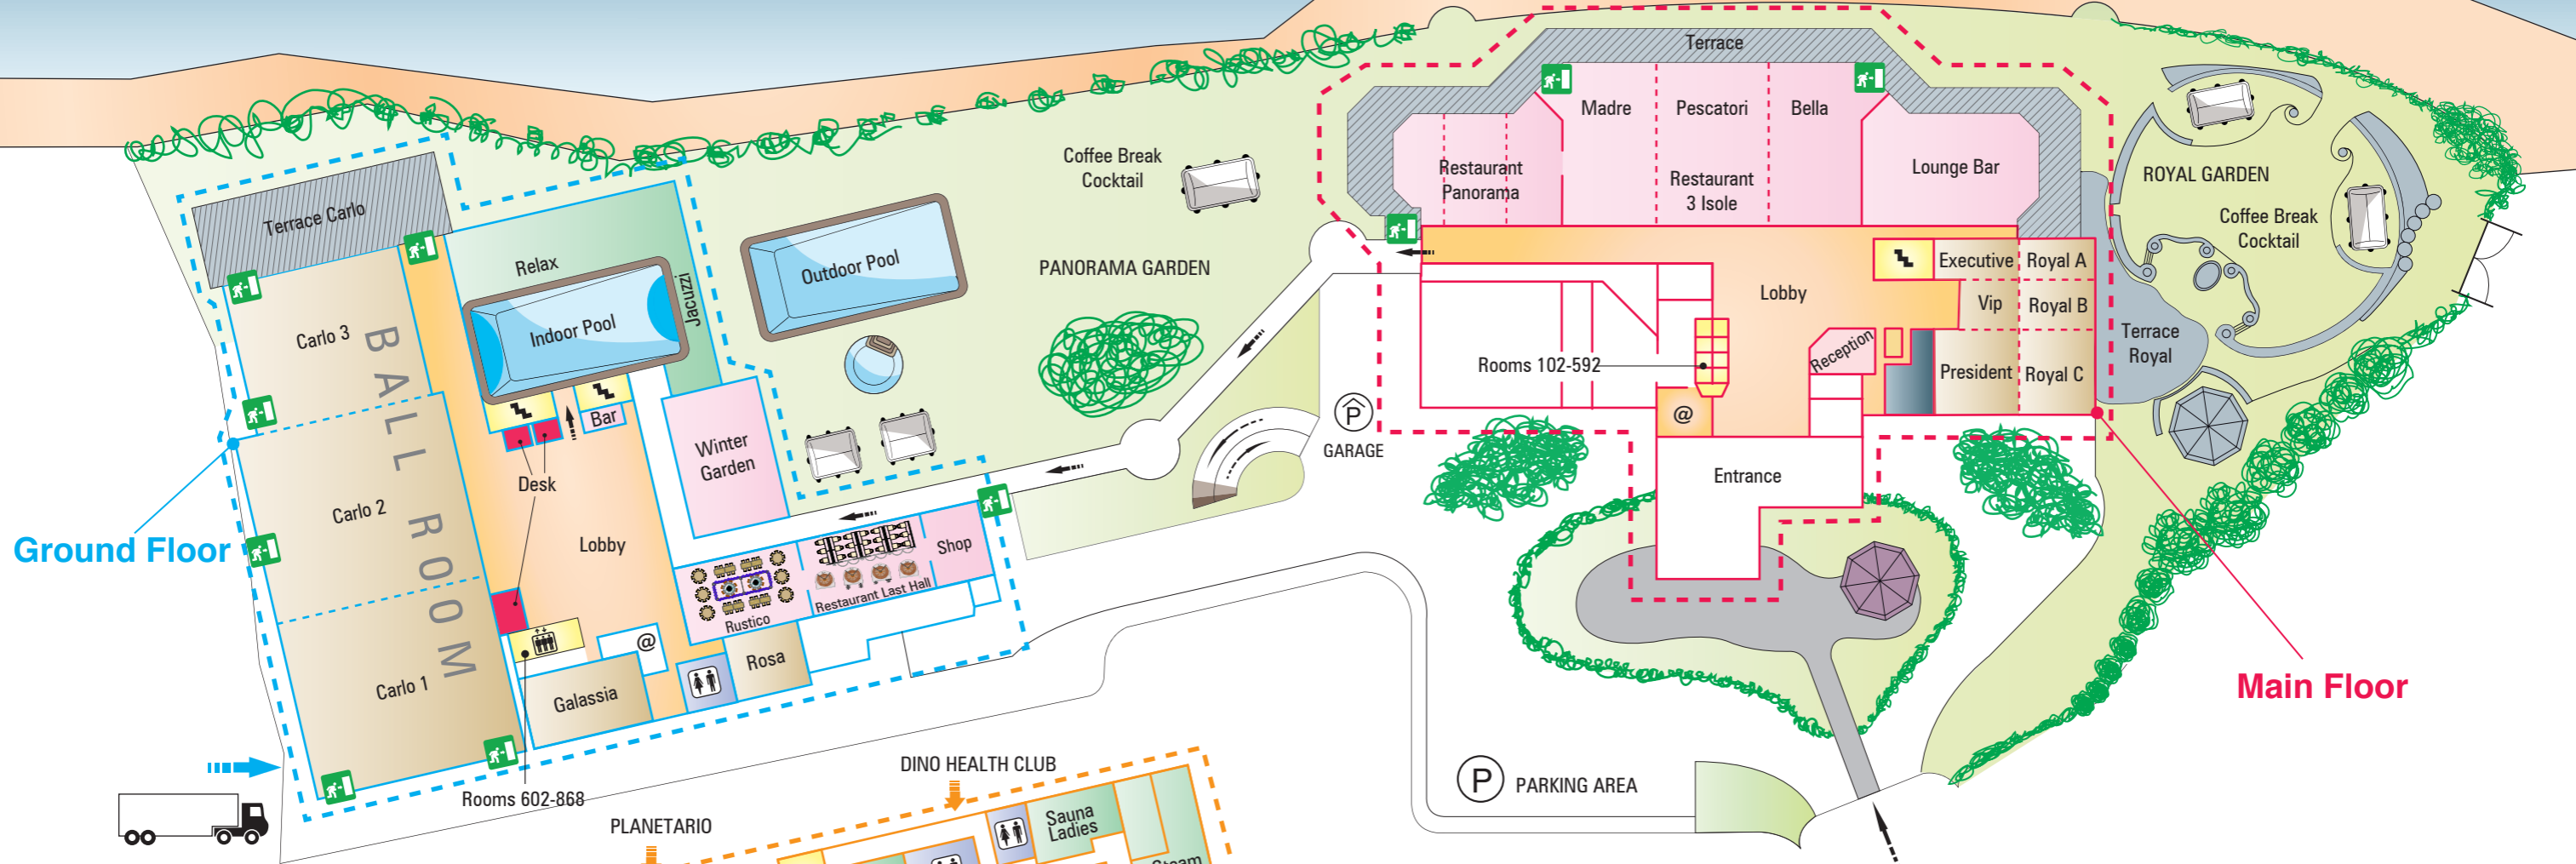 Terrace
Madre
Pescatori
Bella
Restaurant
Panorama
Restaurant
3 Isole
Lounge Bar
Coffee Break
Cocktail
ROYAL GARDEN
Coffee Break
Cocktail
Terrace Carlo
Relax
Jacuzzi
Indoor Pool
Outdoor Pool
PANORAMA GARDEN
Lobby
Executive
Royal A
Vip
Royal B
Terrace
Royal
Carlo 3
BALL ROOM
Rooms 102-592
Reception
President
Royal C
@
P
GARAGE
Bar
Winter
Garden
Desk
Entrance
Carlo 2
Lobby
Ground Floor
Shop
Restaurant Last Hall
Rustico
@
Rosa
Carlo 1
Galassia
Main Floor
Rooms 602-868
DINO HEALTH CLUB
P PARKING AREA
PLANETARIO
Sauna
Ladies
Steam